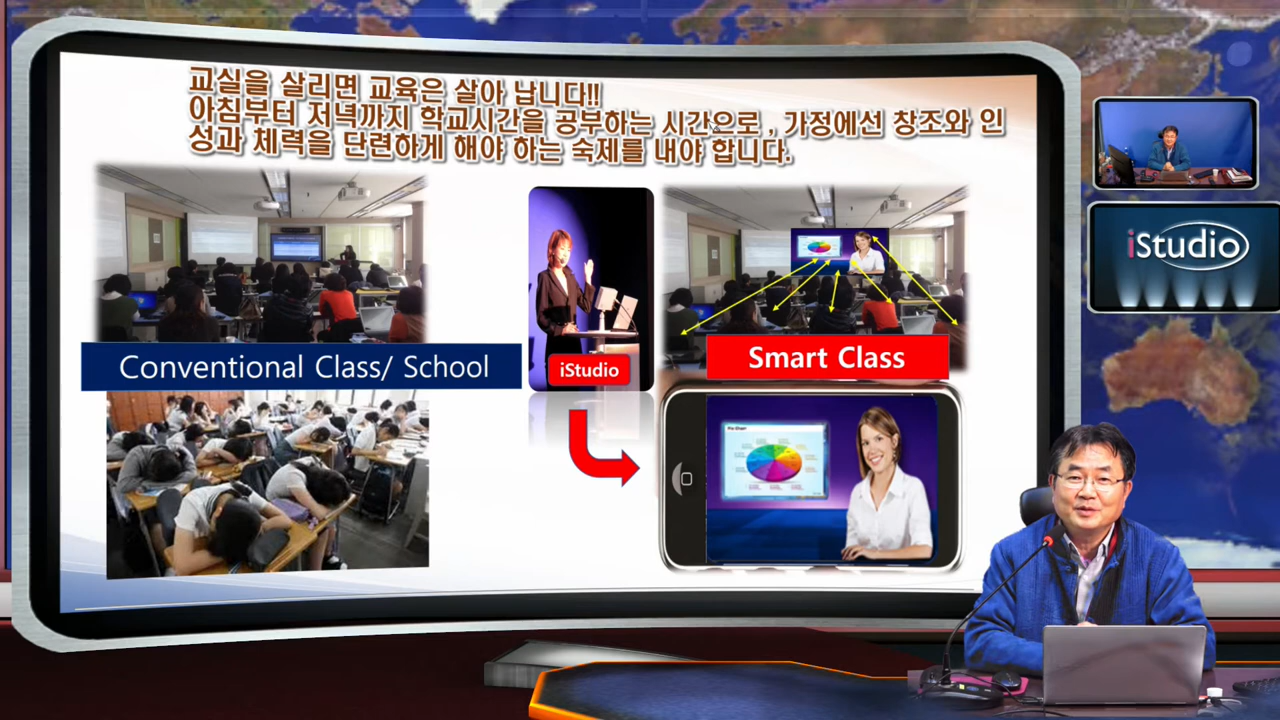 교실을 살리면 교육은 살아 납니다!!
아침부터 저녁까지 학교시간을 공부하는 시간으로 , 가정에선 창조와 인
성과 체력을 단련하게 해야 하는 숙제를 내야 합니다.
iStudio
Conventional Class/ School
iStudio
Smart Class